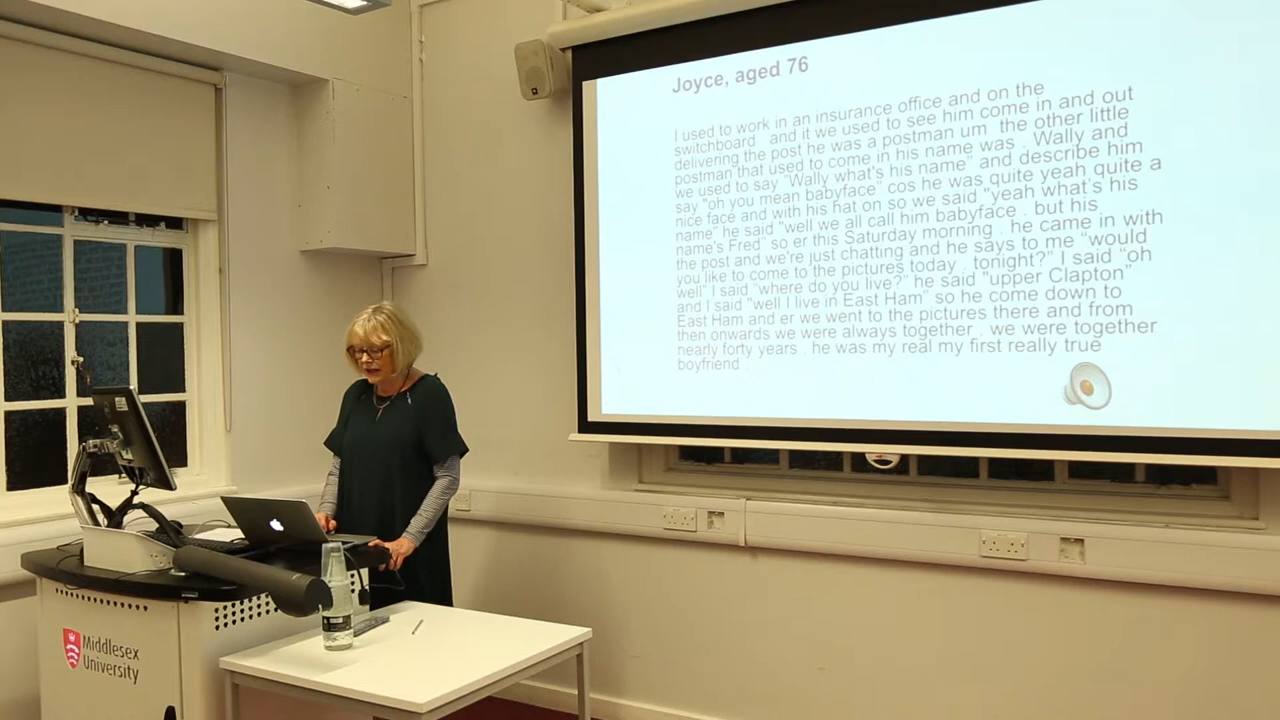 Joyce, aged 76
I used to work in an insurance office and on the
switchboard and it we used to see him come in and out
delivering the post he was a postman um the other little
postman that used to come in his name was . Wally and
we used to say "Wally what's his name" and describe him
say "oh you mean babyface" cos he was quite yeah quite a
nice face and with his hat on so we said "yeah what's his
name" he said "well we all call him babyface . but his
name's Fred" so er this Saturday morning . he came in with
the post and we're just chatting and he says to me "would
you like to come to the pictures today . tonight?" I said "oh
well" I said "where do you live?" he said "upper Clapton"
and I said "well I live in East Ham" so he come down to
East Ham and er we went to the pictures there and from
then onwards we were always together . we were together
nearly forty years . he was my real my first really true
boyfriend .
Middlesex
University